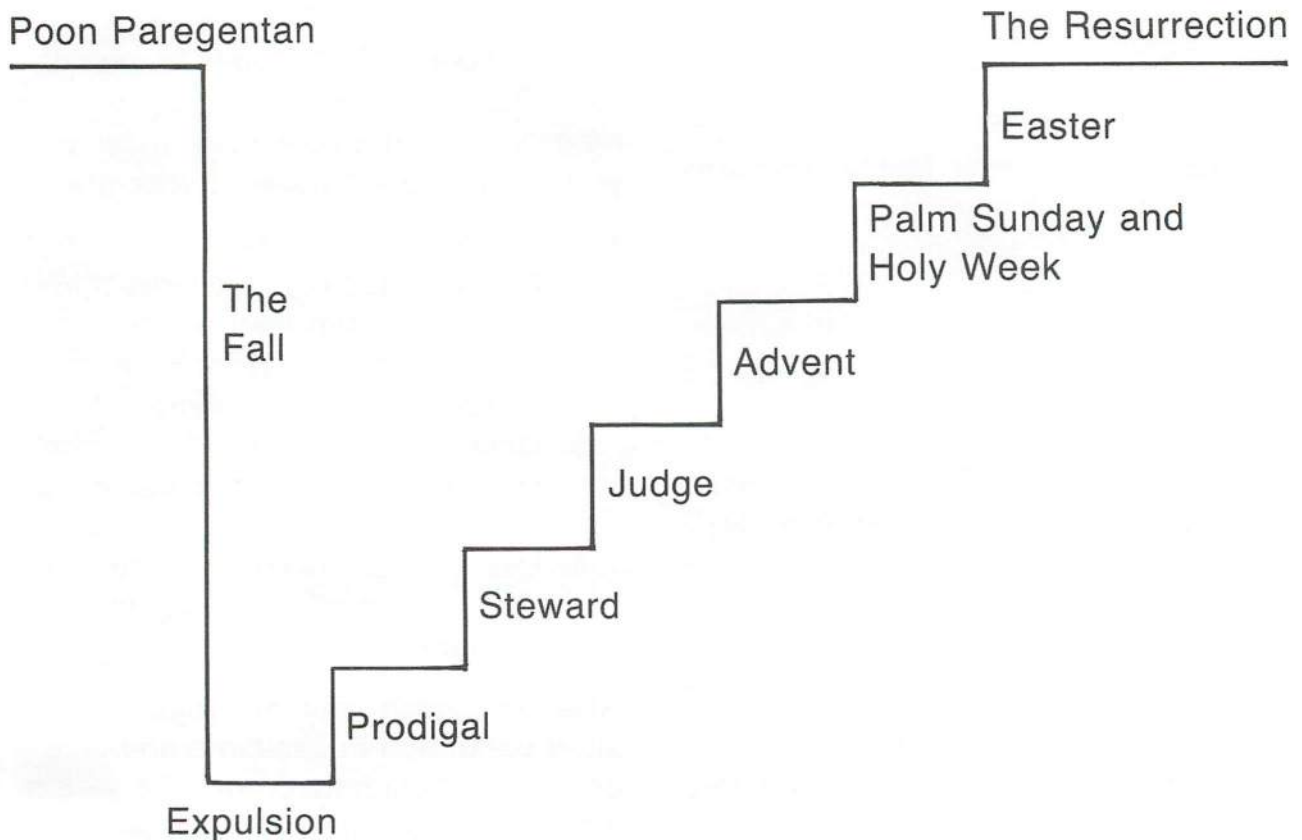 Poon Paregentan
The Resurrection
Easter
Palm Sunday and
Holy Week
The
Fall
Advent
Judge
Steward
Prodigal
Expulsion